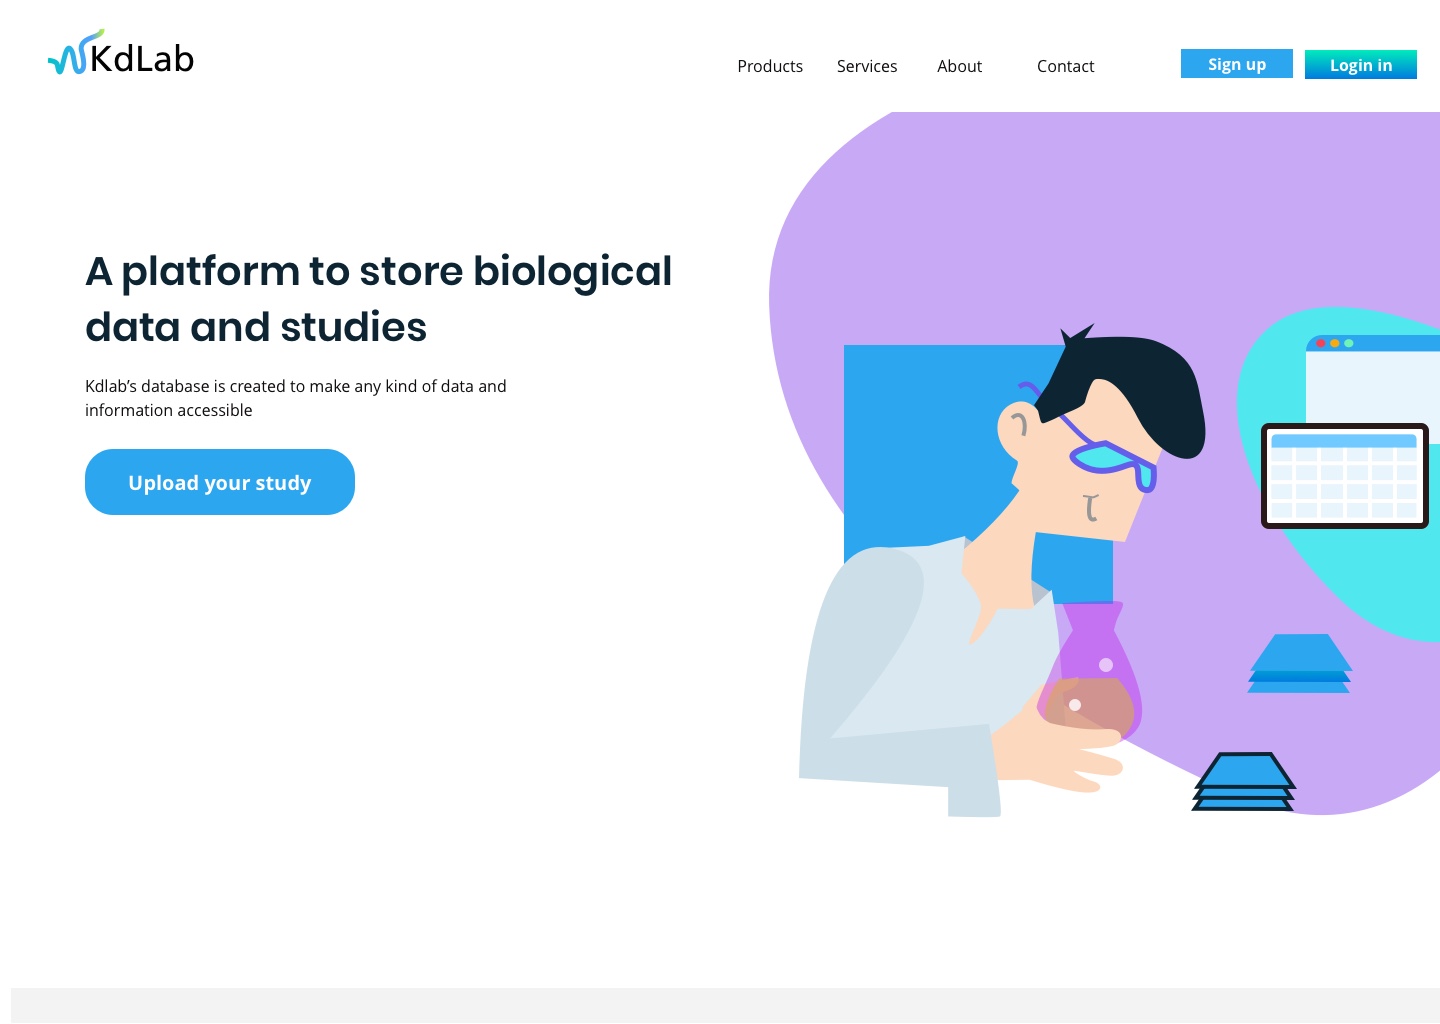 KdLab
Products Services About Contact Sign up Login in
A platform to store biological
data and studies
Kdlab’s database is created to make any kind of data and
information accessible
Upload your study